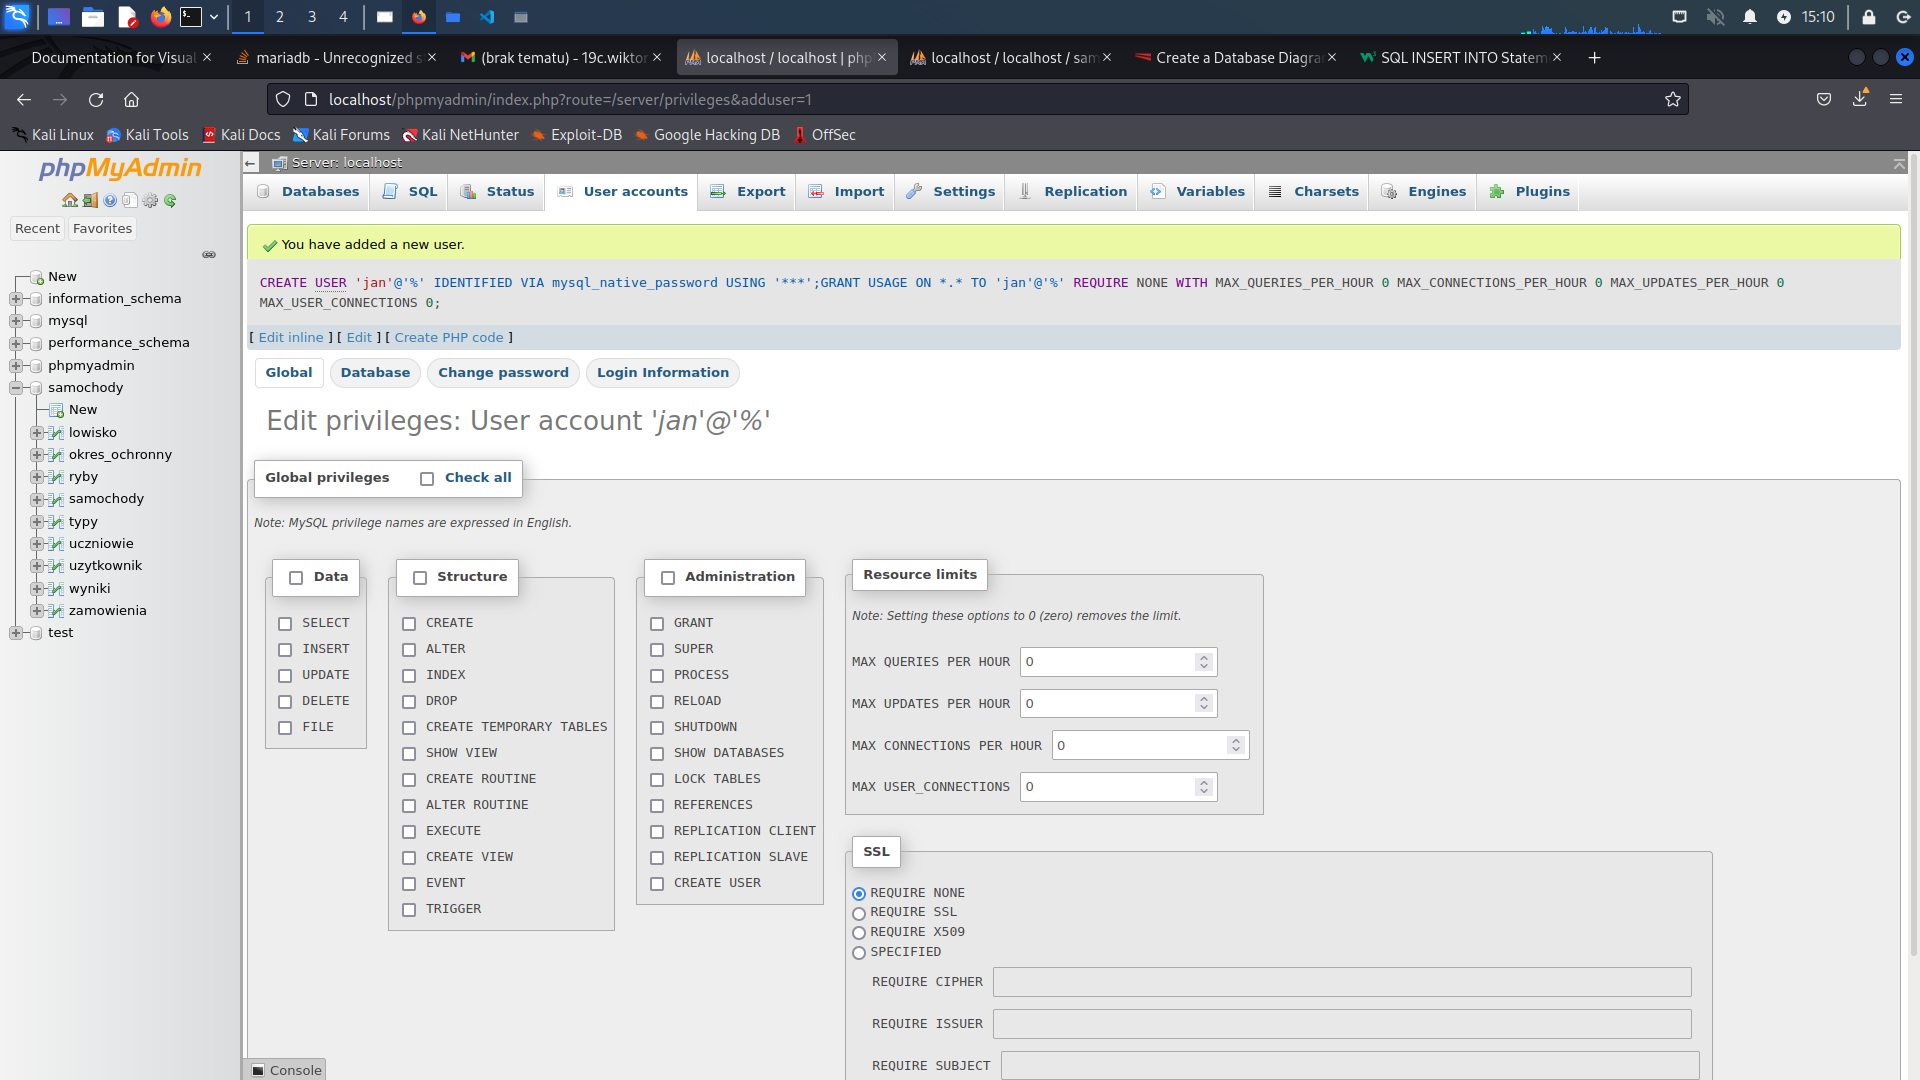 1 2 3 4 15:10
Documentation for Visual
mariadb - Unrecognized s
(brak tematu) - 19c.wiktor
localhost / localhost | php
localhost / localhost / sam
Create a Database Diagra
SQL INSERT INTO Statem
localhost/phpmyadmin/index.php?route=/server/privileges&adduser=1
Kali Linux Kali Tools Kali Docs Kali Forums Kali NetHunter Exploit-DB Google Hacking DB OffSec
phpMyAdmin
Recent Favorites
New
information_schema
mysql
performance_schema
phpmyadmin
samochody
New
lowisko
okres_ochronny
ryby
samochody
typy
uczniowie
uzytkownik
wyniki
zamowienia
test
Server: localhost
Databases SQL Status User accounts Export Import Settings Replication Variables Charsets Engines Plugins
You have added a new user.
CREATE USER 'jan'@'%' IDENTIFIED VIA mysql_native_password USING '***';GRANT USAGE ON *.* TO 'jan'@'%' REQUIRE NONE WITH MAX_QUERIES_PER_HOUR 0 MAX_CONNECTIONS_PER_HOUR 0 MAX_UPDATES_PER_HOUR 0
MAX_USER_CONNECTIONS 0;
[ Edit inline ] [ Edit ] [ Create PHP code ]
Global Database Change password Login Information
Edit privileges: User account 'jan'@'%'
Global privileges Check all
Note: MySQL privilege names are expressed in English.
Data
SELECT
INSERT
UPDATE
DELETE
FILE
Structure
CREATE
ALTER
INDEX
DROP
CREATE TEMPORARY TABLES
SHOW VIEW
CREATE ROUTINE
ALTER ROUTINE
EXECUTE
CREATE VIEW
EVENT
TRIGGER
Administration
GRANT
SUPER
PROCESS
RELOAD
SHUTDOWN
SHOW DATABASES
LOCK TABLES
REFERENCES
REPLICATION CLIENT
REPLICATION SLAVE
CREATE USER
Resource limits
Note: Setting these options to 0 (zero) removes the limit.
MAX QUERIES PER HOUR 0
MAX UPDATES PER HOUR 0
MAX CONNECTIONS PER HOUR 0
MAX USER_CONNECTIONS 0
SSL
REQUIRE NONE
REQUIRE SSL
REQUIRE X509
SPECIFIED
REQUIRE CIPHER
REQUIRE ISSUER
REQUIRE SUBJECT
Console